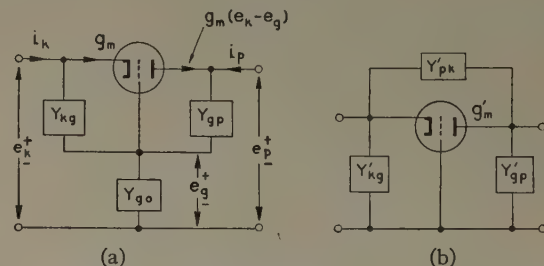 g_m(e_k–e_g)
i_k g_m i_p
Y_kg Y_gp
e_k + − e_g + − e_p + −
Y_go
(a)
Y'_pk
g'_m
Y'_kg Y'_gp
(b)